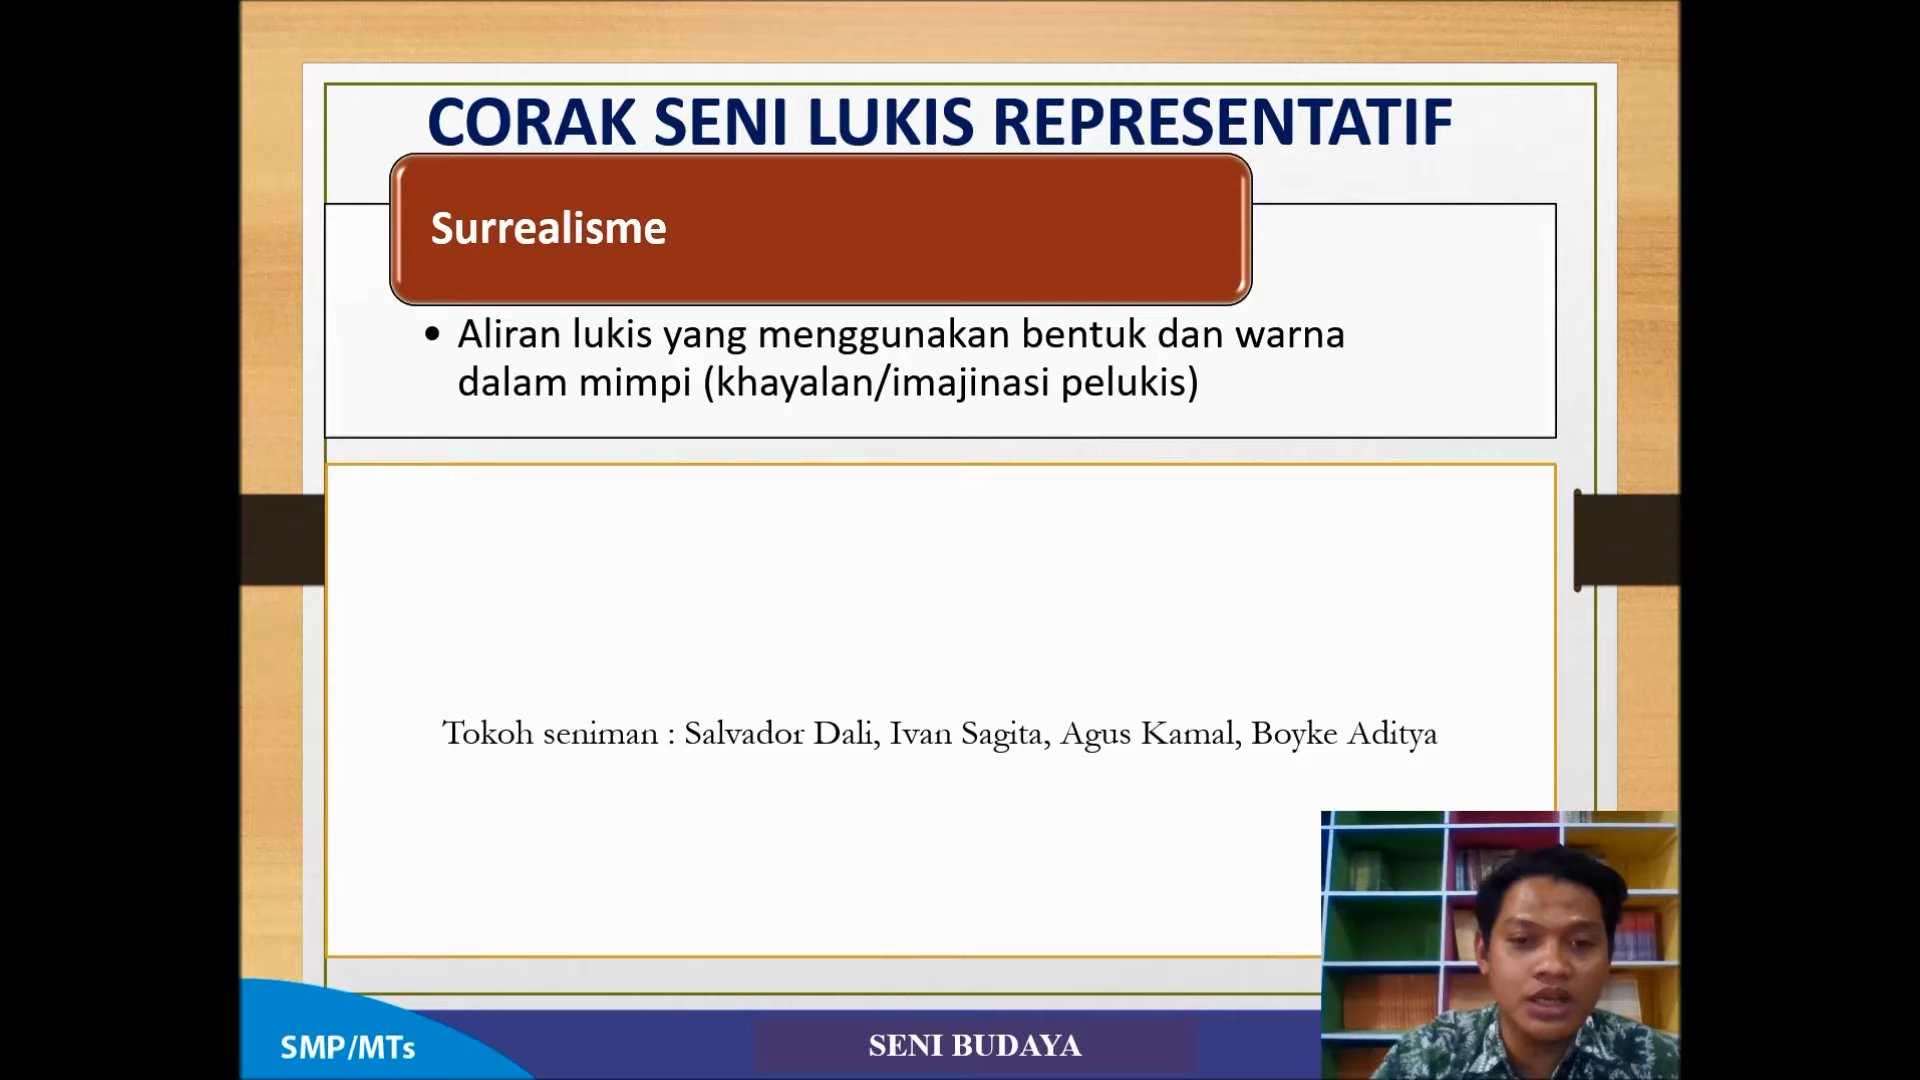 CORAK SENI LUKIS REPRESENTATIF
Surrealisme
• Aliran lukis yang menggunakan bentuk dan warna
dalam mimpi (khayalan/imajinasi pelukis)
Tokoh seniman : Salvador Dali, Ivan Sagita, Agus Kamal, Boyke Aditya
SMP/MTs
SENI BUDAYA